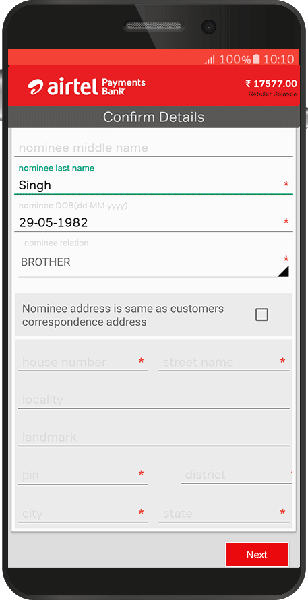 100% 10:10
airtel Payments Bank
₹ 17577.00
Retailer Balance
Confirm Details
nominee middle name
nominee last name
Singh *
nominee DOB(dd MM yyyy)
29-05-1982 *
nominee relation
BROTHER *
Nominee address is same as customers
correspondence address
house number * street name *
locality
landmark
pin * district *
city * state *
Next